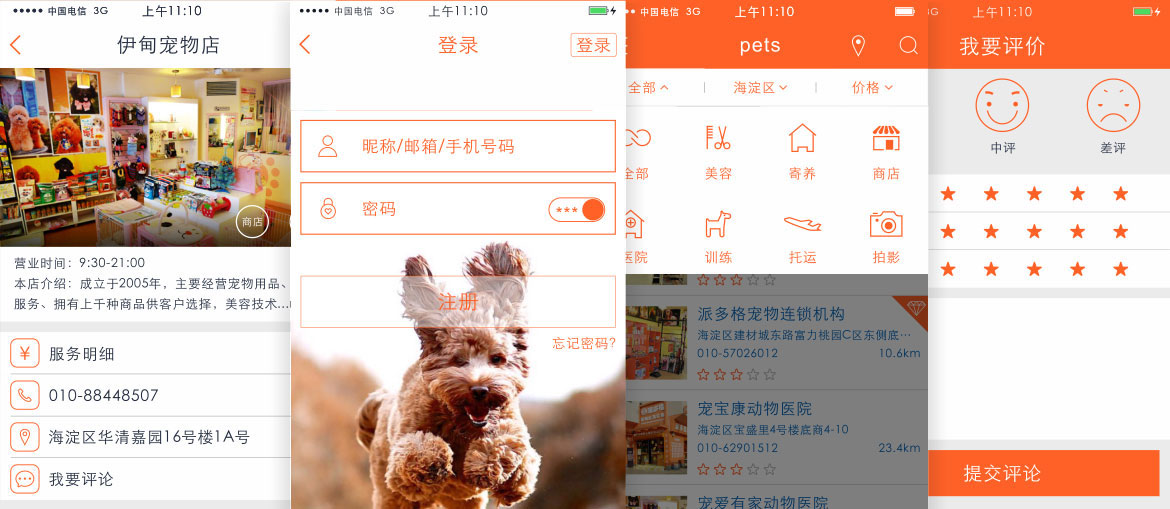 中国电信 3G 上午11:10
伊甸宠物店
商店
营业时间：9:30-21:00
本店介绍：成立于2005年，主要经营宠物用品、
服务、拥有上千种商品供客户选择，美容技术...
服务明细
010-88448507
海淀区华清嘉园16号楼1A号
我要评论
中国电信 3G 上午11:10
登录 登录
昵称/邮箱/手机号码
密码 ***
注册
忘记密码?
中国电信 3G 上午11:10
pets
全部 海淀区 价格
全部 美容 寄养 商店
医院 训练 托运 拍影
派多格宠物连锁机构
海淀区建材城东路富力桃园C区东侧底…
010-57026012 10.6km
宠宝康动物医院
海淀区宝盛里4号楼底商4-10
010-62901512 23.4km
宠爱有家动物医院
3G 上午11:10
我要评价
中评 差评
提交评论